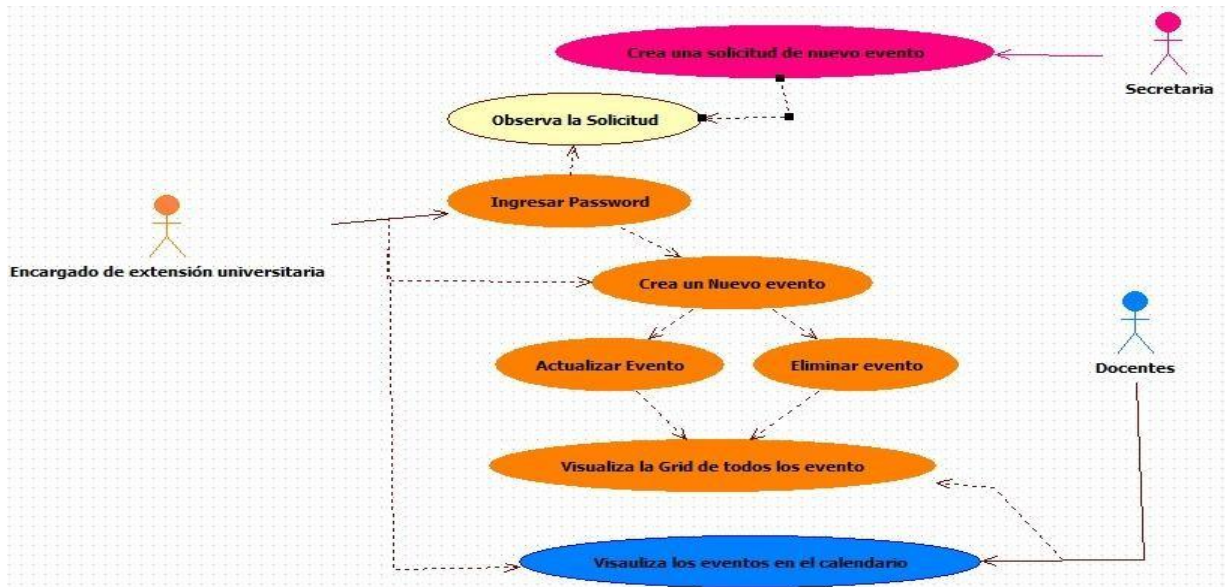 Crea una solicitud de nuevo evento
Secretaria
Observa la Solicitud
Ingresar Password
Encargado de extensión universitaria
Crea un Nuevo evento
Actualizar Evento
Eliminar evento
Docentes
Visualiza la Grid de todos los evento
Visauliza los eventos en el calendario